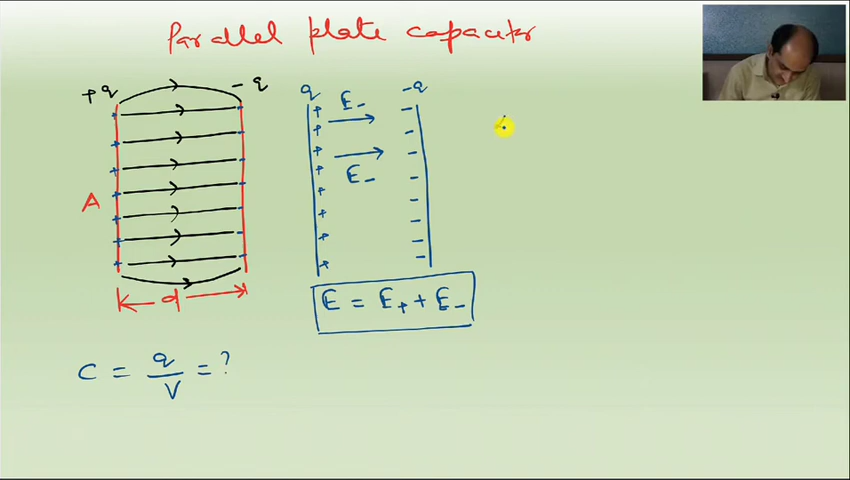 Parallel plate capacitor
+q - q
A
d
q -q
E-
E-
E = E+ + E-
C = q/V = ?